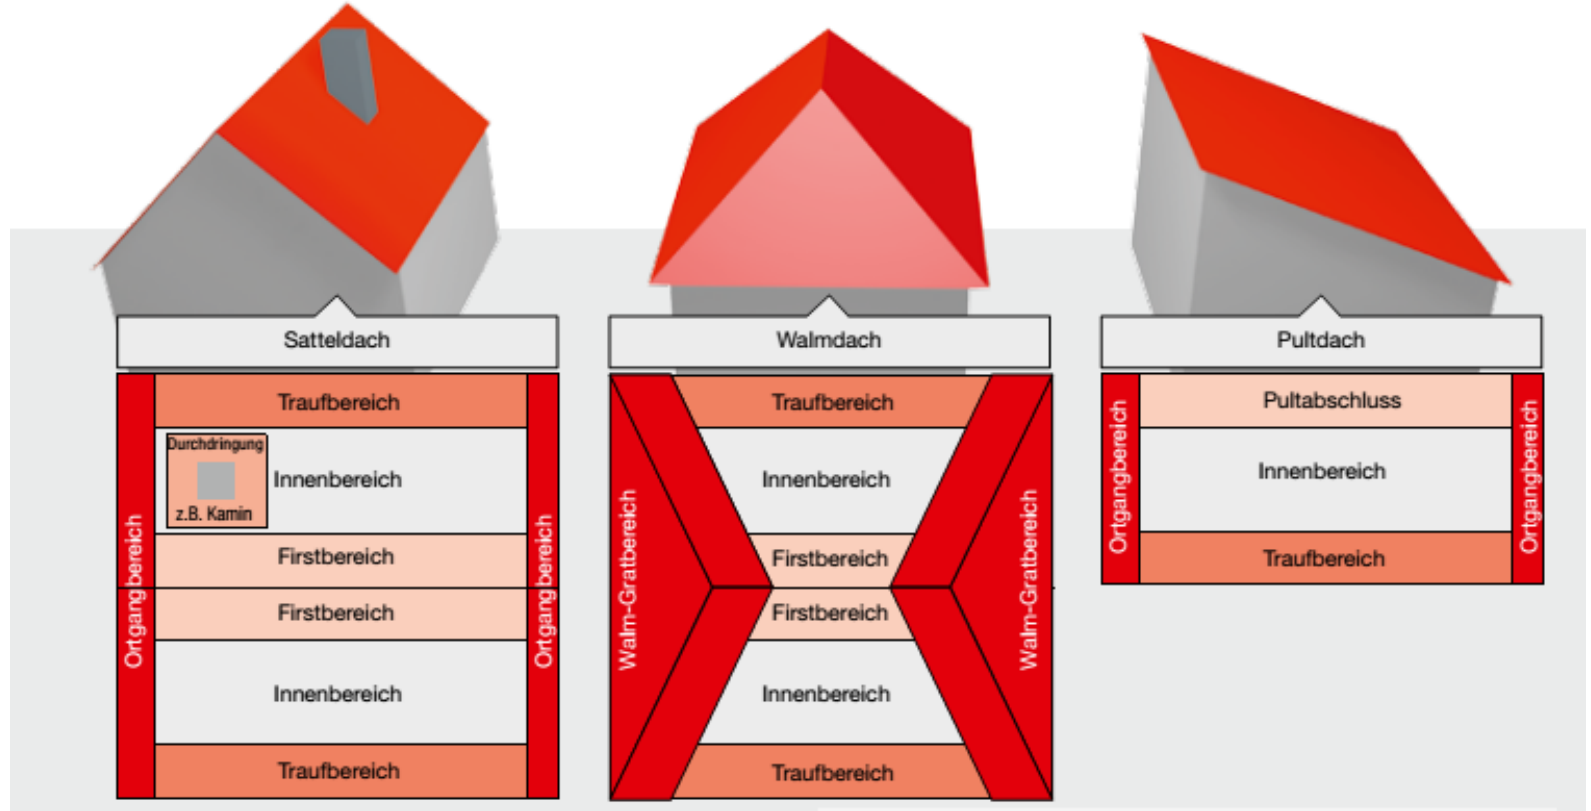 Satteldach
Traufbereich
Durchdringung
z.B. Kamin
Innenbereich
Firstbereich
Firstbereich
Innenbereich
Traufbereich
Ortgangbereich
Ortgangbereich
Walmdach
Traufbereich
Innenbereich
Firstbereich
Firstbereich
Innenbereich
Traufbereich
Walm-Gratbereich
Walm-Gratbereich
Pultdach
Pultabschluss
Innenbereich
Traufbereich
Ortgangbereich
Ortgangbereich